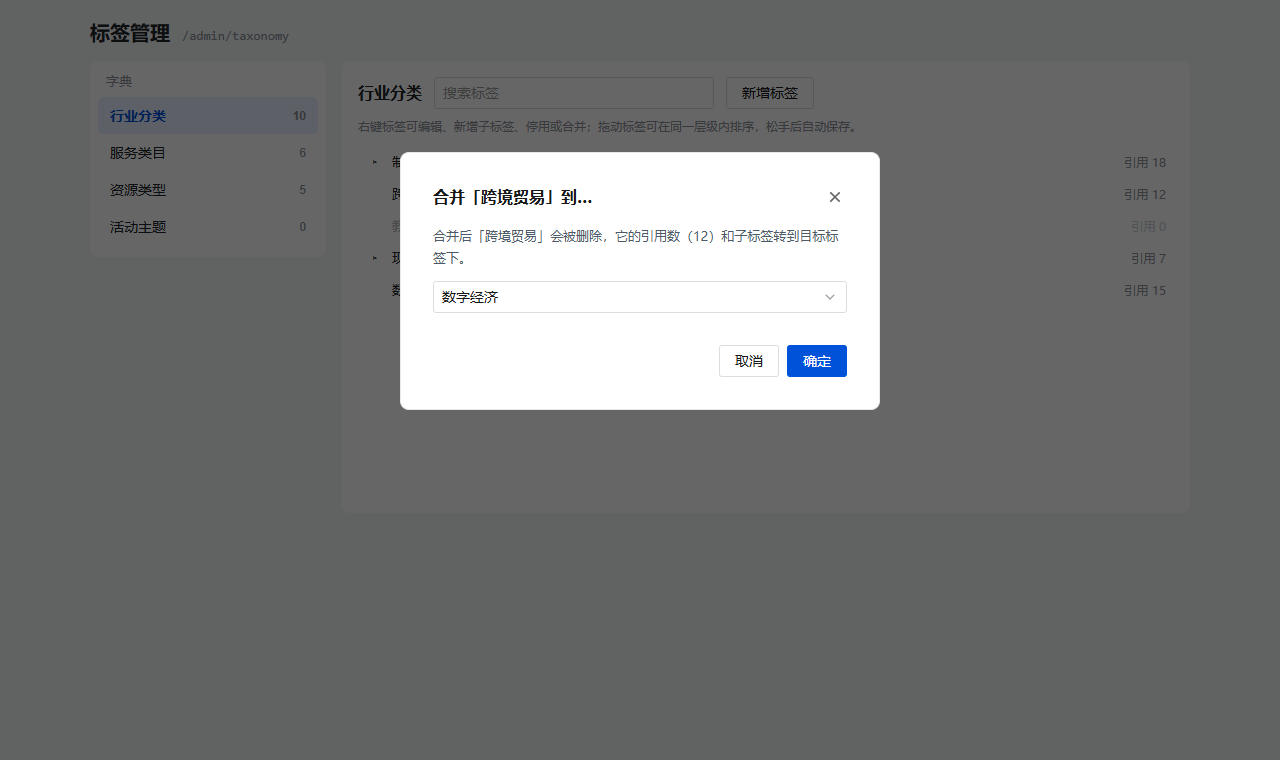 标签管理 /admin/taxonomy
字典
行业分类 10
服务类目 6
资源类型 5
活动主题 0
行业分类 搜索标签 新增标签
右键标签可编辑、新增子标签、停用或合并；拖动标签可在同一层级内排序，松手后自动保存。
引用 18
引用 12
引用 0
引用 7
引用 15
合并「跨境贸易」到...
合并后「跨境贸易」会被删除，它的引用数（12）和子标签转到目标标
签下。
数字经济
取消 确定